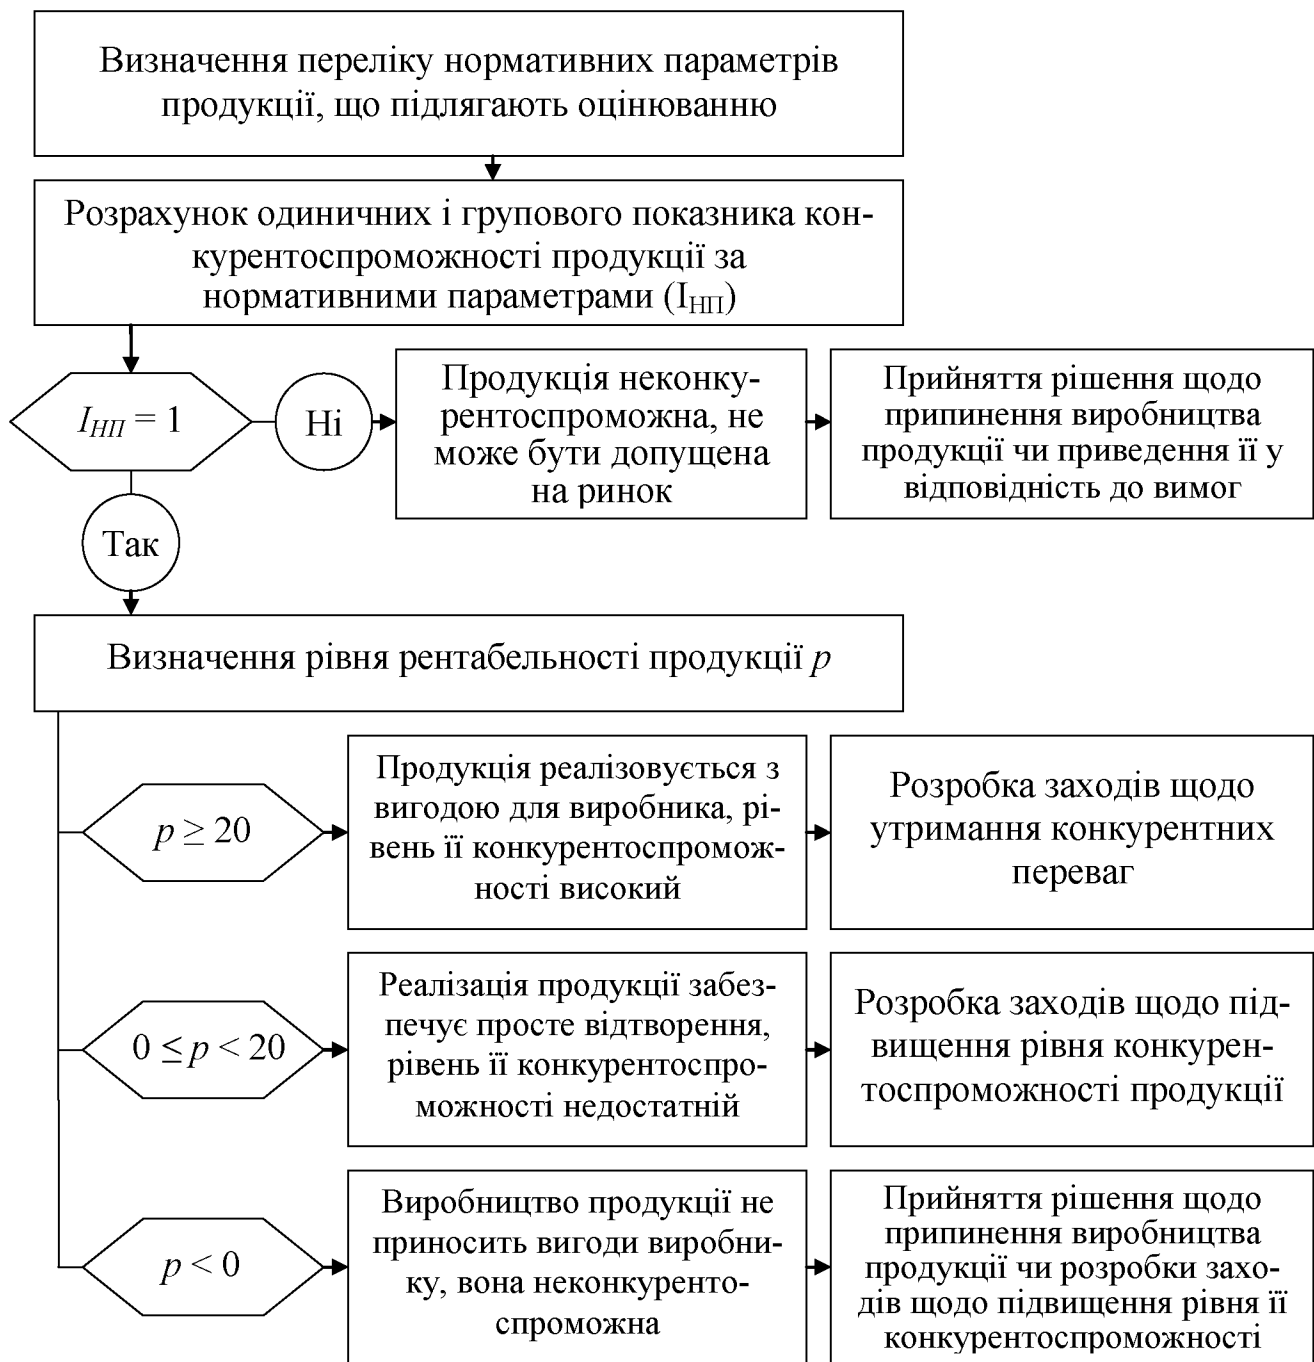 Визначення переліку нормативних параметрів
продукції, що підлягають оцінюванню
Розрахунок одиничних і групового показника кон-
курентоспроможності продукції за
нормативними параметрами (ІНП)
IНП = 1
Ні
Продукція неконку-
рентоспроможна, не
може бути допущена
на ринок
Прийняття рішення щодо
припинення виробництва
продукції чи приведення її у
відповідність до вимог
Так
Визначення рівня рентабельності продукції p
p ≥ 20
Продукція реалізовується з
вигодою для виробника, рі-
вень її конкурентоспромож-
ності високий
Розробка заходів щодо
утримання конкурентних
переваг
0 ≤ p < 20
Реалізація продукції забез-
печує просте відтворення,
рівень її конкурентоспро-
можності недостатній
Розробка заходів щодо під-
вищення рівня конкурен-
тоспроможності продукції
p < 0
Виробництво продукції не
приносить вигоди виробни-
ку, вона неконкуренто-
спроможна
Прийняття рішення щодо
припинення виробництва
продукції чи розробки захо-
дів щодо підвищення рівня її
конкурентоспроможності